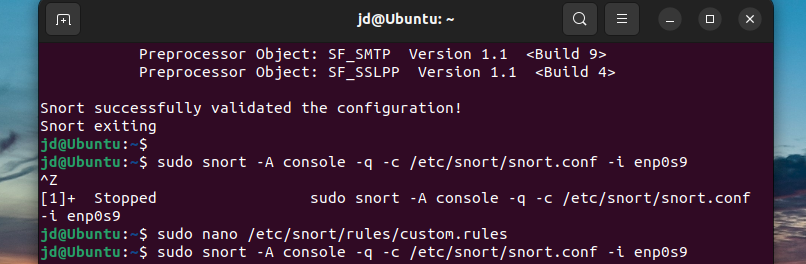 jd@Ubuntu: ~
Preprocessor Object: SF_SMTP  Version 1.1  <Build 9>
Preprocessor Object: SF_SSLPP  Version 1.1  <Build 4>
Snort successfully validated the configuration!
Snort exiting
jd@Ubuntu:~$
jd@Ubuntu:~$ sudo snort -A console -q -c /etc/snort/snort.conf -i enp0s9
^Z
[1]+  Stopped                 sudo snort -A console -q -c /etc/snort/snort.conf
-i enp0s9
jd@Ubuntu:~$ sudo nano /etc/snort/rules/custom.rules
jd@Ubuntu:~$ sudo snort -A console -q -c /etc/snort/snort.conf -i enp0s9